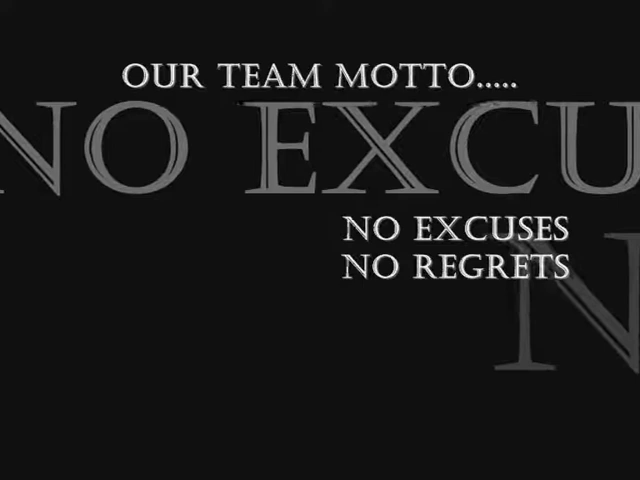 OUR TEAM MOTTO.....
NO EXCU
NO EXCUSES
NO REGRETS
N